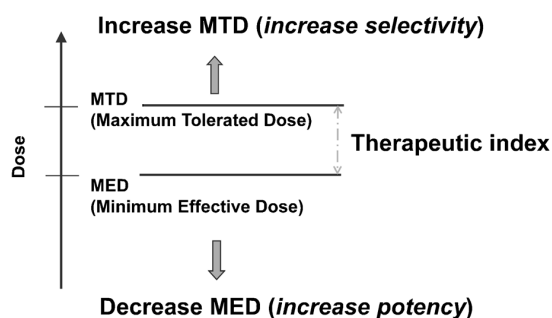 Increase MTD (increase selectivity)
MTD
(Maximum Tolerated Dose)
Therapeutic index
Dose
MED
(Minimum Effective Dose)
Decrease MED (increase potency)